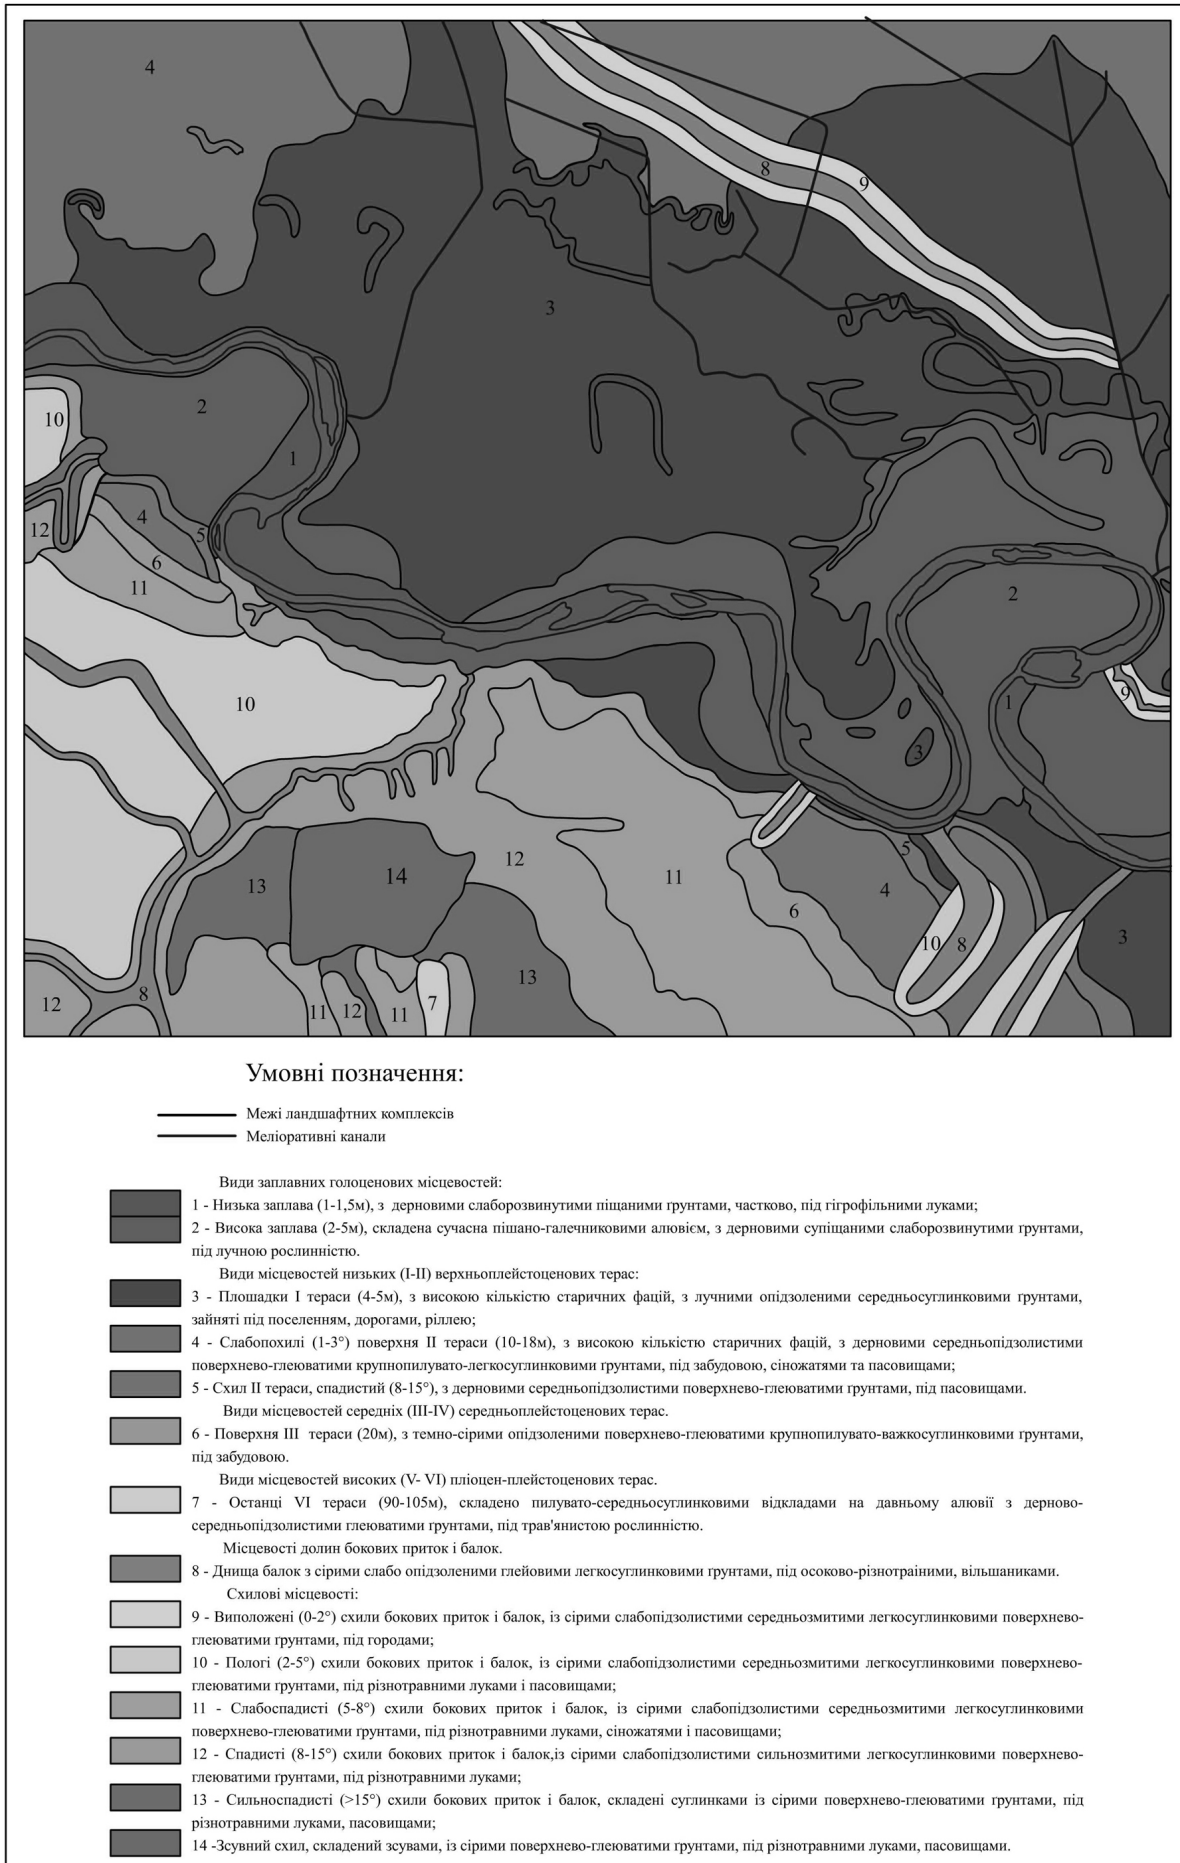 4
8
9
3
10
2
1
12
4
5
6
11
2
10
9
1
3
12
5
11
4
13
14
6
10
8
3
13
12
8
11
12
11
7
Умовні позначення:
Межі ландшафтних комплексів
Меліоративні канали
Види заплавних голоценових місцевостей:
1 - Низька заплава (1-1,5м), з дерновими слаборозвинутими піщаними ґрунтами, частково, під гігрофільними луками;
2 - Висока заплава (2-5м), складена сучасна пішано-галечниковими алювієм, з дерновими супіщаними слаборозвинутими ґрунтами,
під лучною рослинністю.
Види місцевостей низьких (I-II) верхньоплейстоценових терас:
3 - Плошадки I тераси (4-5м), з високою кількістю старичних фацій, з лучними опідзоленими середньосуглинковими ґрунтами,
зайняті під поселенням, дорогами, ріллею;
4 - Слабопохилі (1-3°) поверхня II тераси (10-18м), з високою кількістю старичних фацій, з дерновими середньопідзолистими
поверхнево-глеюватими крупнопилувато-легкосуглинковими ґрунтами, під забудовою, сіножатями та пасовищами;
5 - Схил II тераси, спадистий (8-15°), з дерновими середньопідзолистими поверхнево-глеюватими ґрунтами, під пасовищами.
Види місцевостей середніх (III-IV) середньоплейстоценових терас.
6 - Поверхня III тераси (20м), з темно-сірими опідзоленими поверхнево-глеюватими крупнопилувато-важкосуглинковими ґрунтами,
під забудовою.
Види місцевостей високих (V- VI) пліоцен-плейстоценових терас.
7 - Останці VI тераси (90-105м), складено пилувато-середньосуглинковими відкладами на давньому алювії з дерново-
середньопідзолистими глеюватими ґрунтами, під трав'янистою рослинністю.
Місцевості долин бокових приток і балок.
8 - Днища балок з сірими слабо опідзоленими глейовими легкосуглинковими ґрунтами, під осоково-різнотраіними, вільшаниками.
Схилові місцевості:
9 - Виположені (0-2°) схили бокових приток і балок, із сірими слабопідзолистими середньозмитими легкосуглинковими поверхнево-
глеюватими ґрунтами, під городами;
10 - Пологі (2-5°) схили бокових приток і балок, із сірими слабопідзолистими середньозмитими легкосуглинковими поверхнево-
глеюватими ґрунтами, під різнотравними луками і пасовищами;
11 - Слабоспадисті (5-8°) схили бокових приток і балок, із сірими слабопідзолистими середньозмитими легкосуглинковими
поверхнево-глеюватими ґрунтами, під різнотравними луками, сіножатями і пасовищами;
12 - Спадисті (8-15°) схили бокових приток і балок,із сірими слабопідзолистими сильнозмитими легкосуглинковими поверхнево-
глеюватими ґрунтами, під різнотравними луками;
13 - Сильноспадисті (>15°) схили бокових приток і балок, складені суглинками із сірими поверхнево-глеюватими ґрунтами, під
різнотравними луками, пасовищами;
14 -Зсувний схил, складений зсувами, із сірими поверхнево-глеюватими ґрунтами, під різнотравними луками, пасовищами.